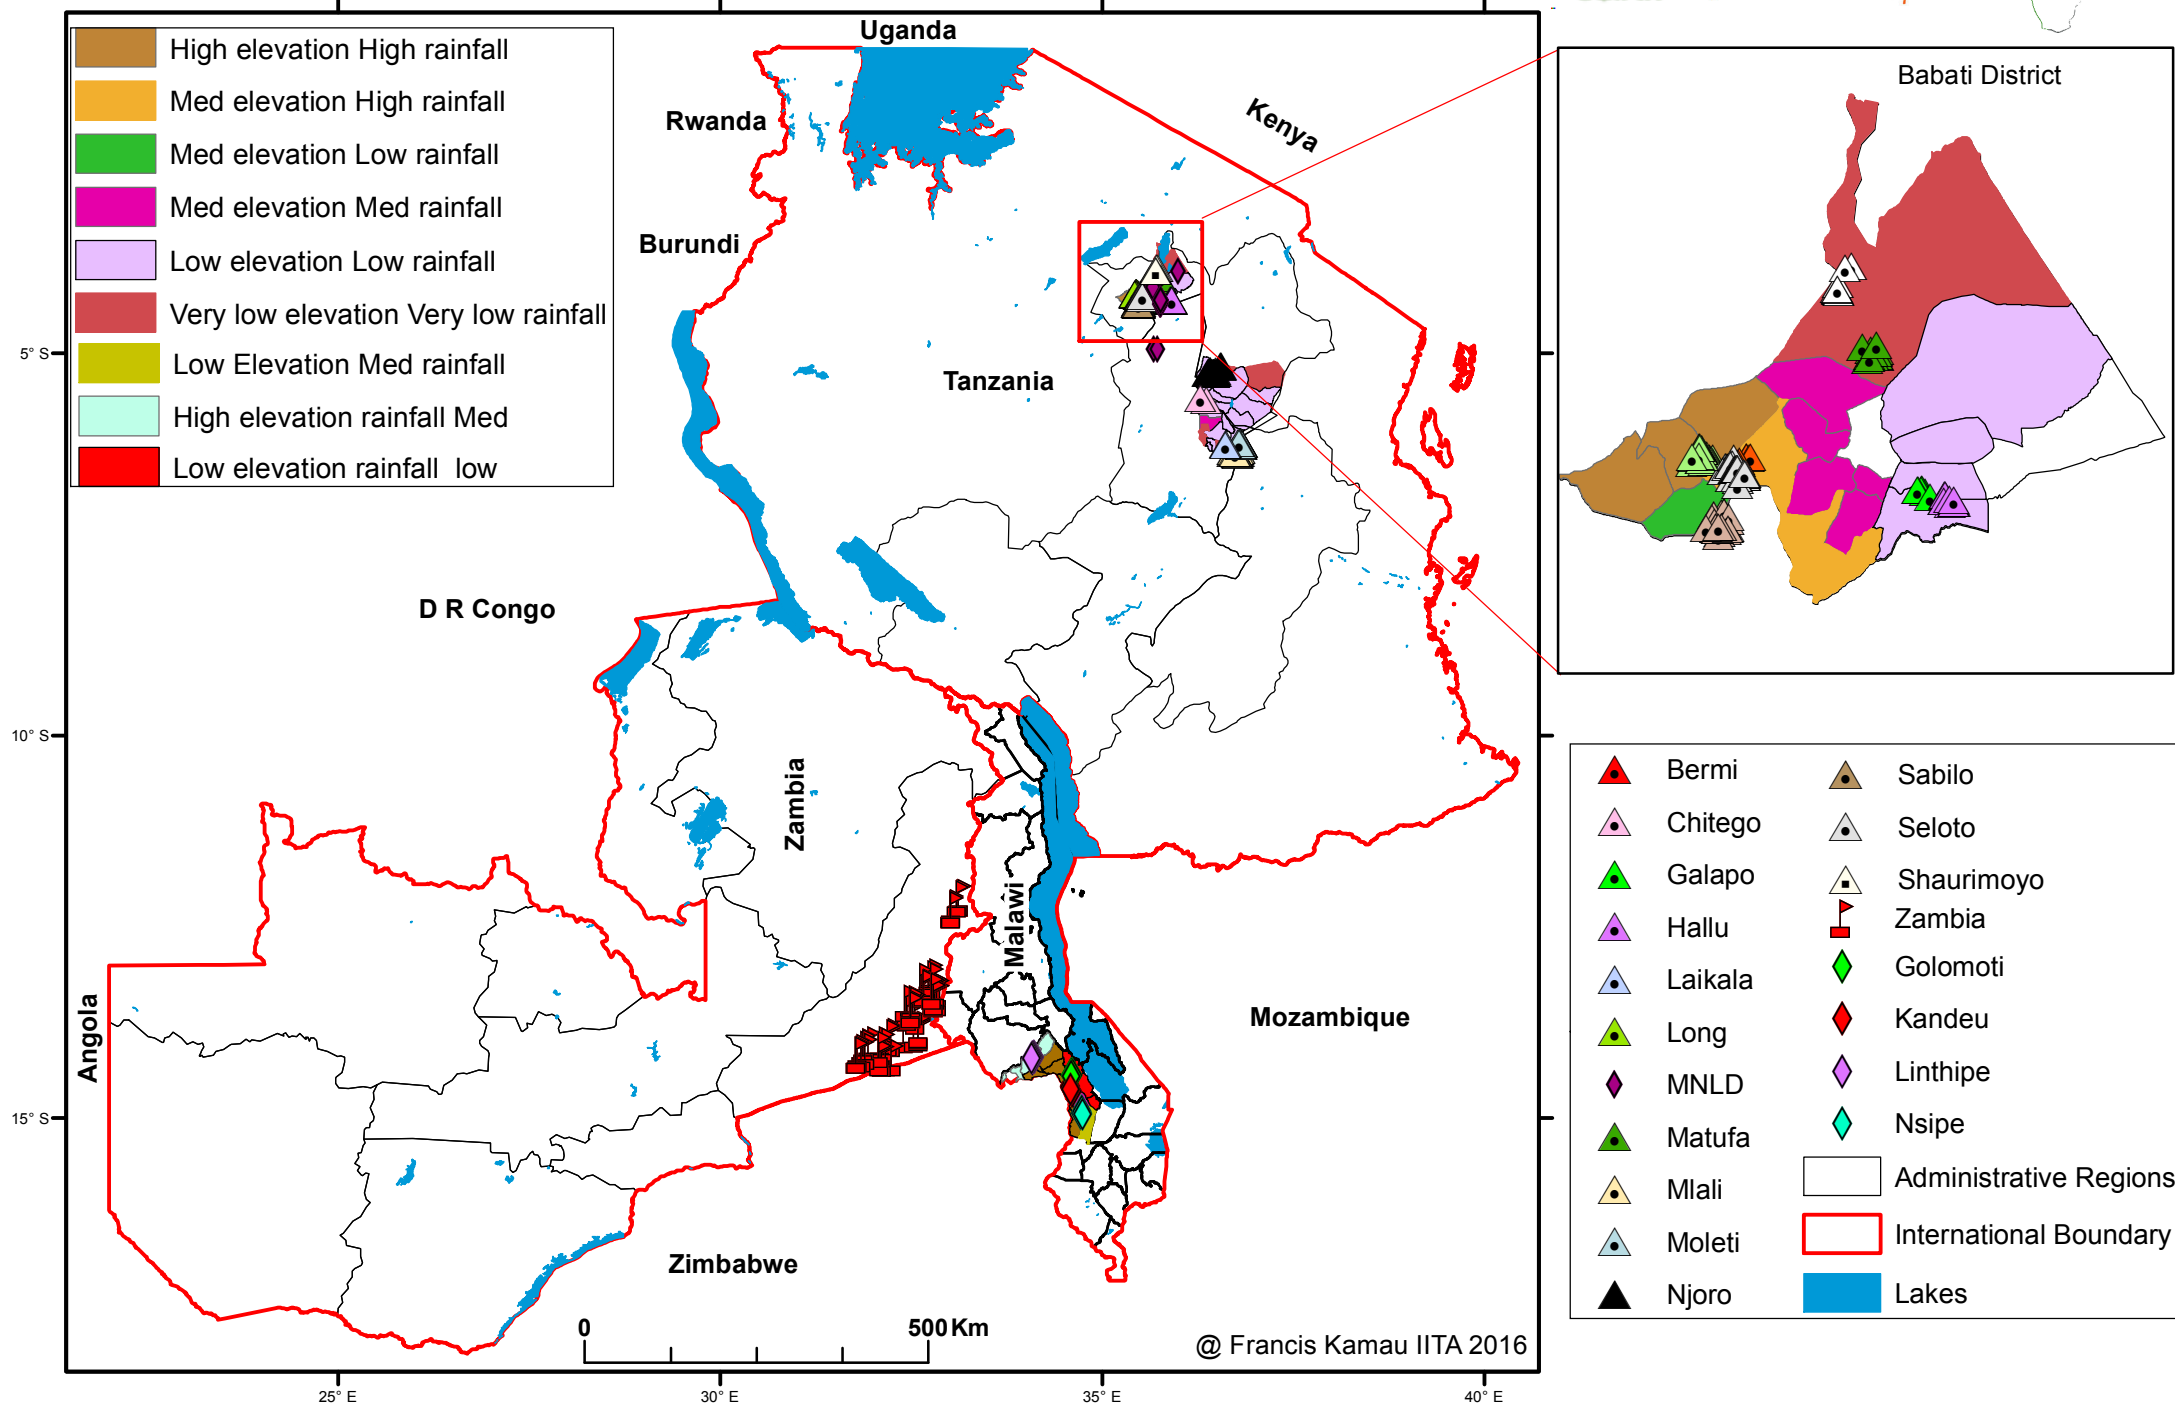 High elevation High rainfall
Med elevation High rainfall
Med elevation Low rainfall
Med elevation Med rainfall
Low elevation Low rainfall
Very low elevation Very low rainfall
Low Elevation Med rainfall
High elevation rainfall Med
Low elevation rainfall low
Uganda
Rwanda
Kenya
Burundi
Tanzania
D R Congo
Zambia
Malawi
Angola
Mozambique
Zimbabwe
0 500 Km
@ Francis Kamau IITA 2016
5° S
10° S
15° S
25° E
30° E
35° E
40° E
Babati District
Bermi
Chitego
Galapo
Hallu
Laikala
Long
MNLD
Matufa
Mlali
Moleti
Njoro
Sabilo
Seloto
Shaurimoyo
Zambia
Golomoti
Kandeu
Linthipe
Nsipe
Administrative Regions
International Boundary
Lakes